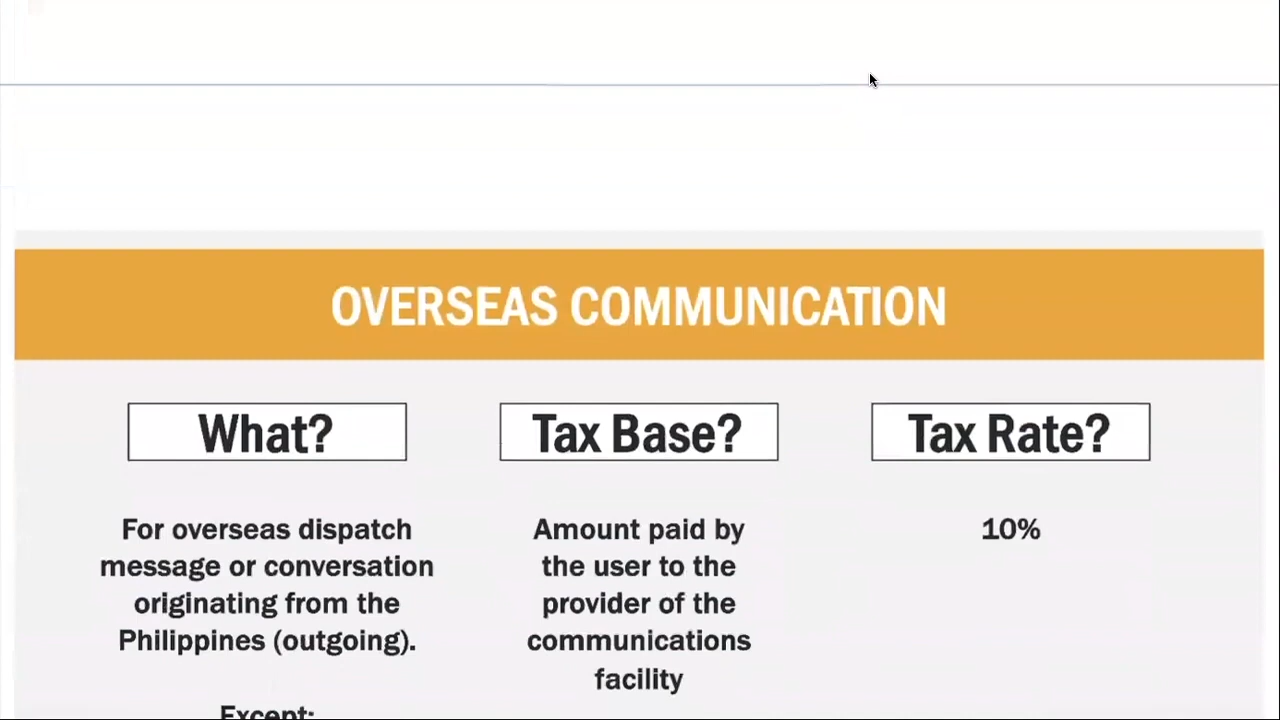 OVERSEAS COMMUNICATION
What?
Tax Base?
Tax Rate?
For overseas dispatch
message or conversation
originating from the
Philippines (outgoing).
Except:
Amount paid by
the user to the
provider of the
communications
facility
10%